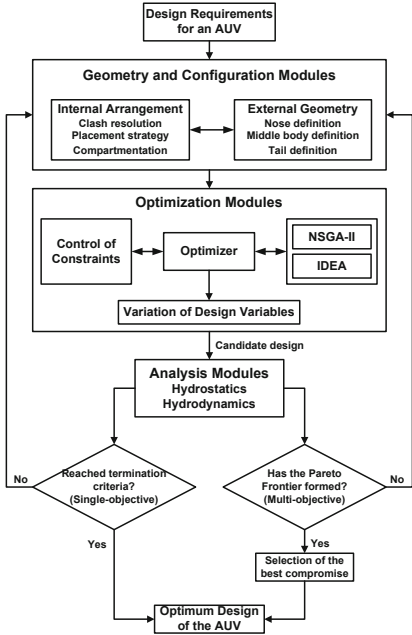 Design Requirements
for an AUV
Geometry and Configuration Modules
Internal Arrangement
Clash resolution
Placement strategy
Compartmentation
External Geometry
Nose definition
Middle body definition
Tail definition
Optimization Modules
Control of
Constraints
Optimizer
NSGA-II
IDEA
Variation of Design Variables
Candidate design
Analysis Modules
Hydrostatics
Hydrodynamics
No
Reached termination
criteria?
(Single-objective)
Has the Pareto
Frontier formed?
(Multi-objective)
No
Yes
Yes
Selection of the
best compromise
Optimum Design
of the AUV